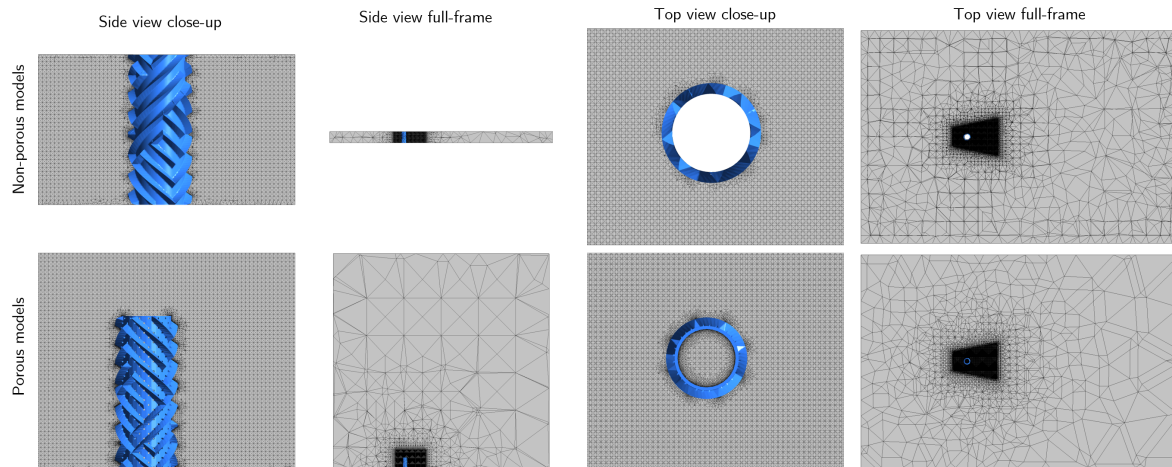 Side view close-up
Side view full-frame
Top view close-up
Top view full-frame
Non-porous models
Porous models